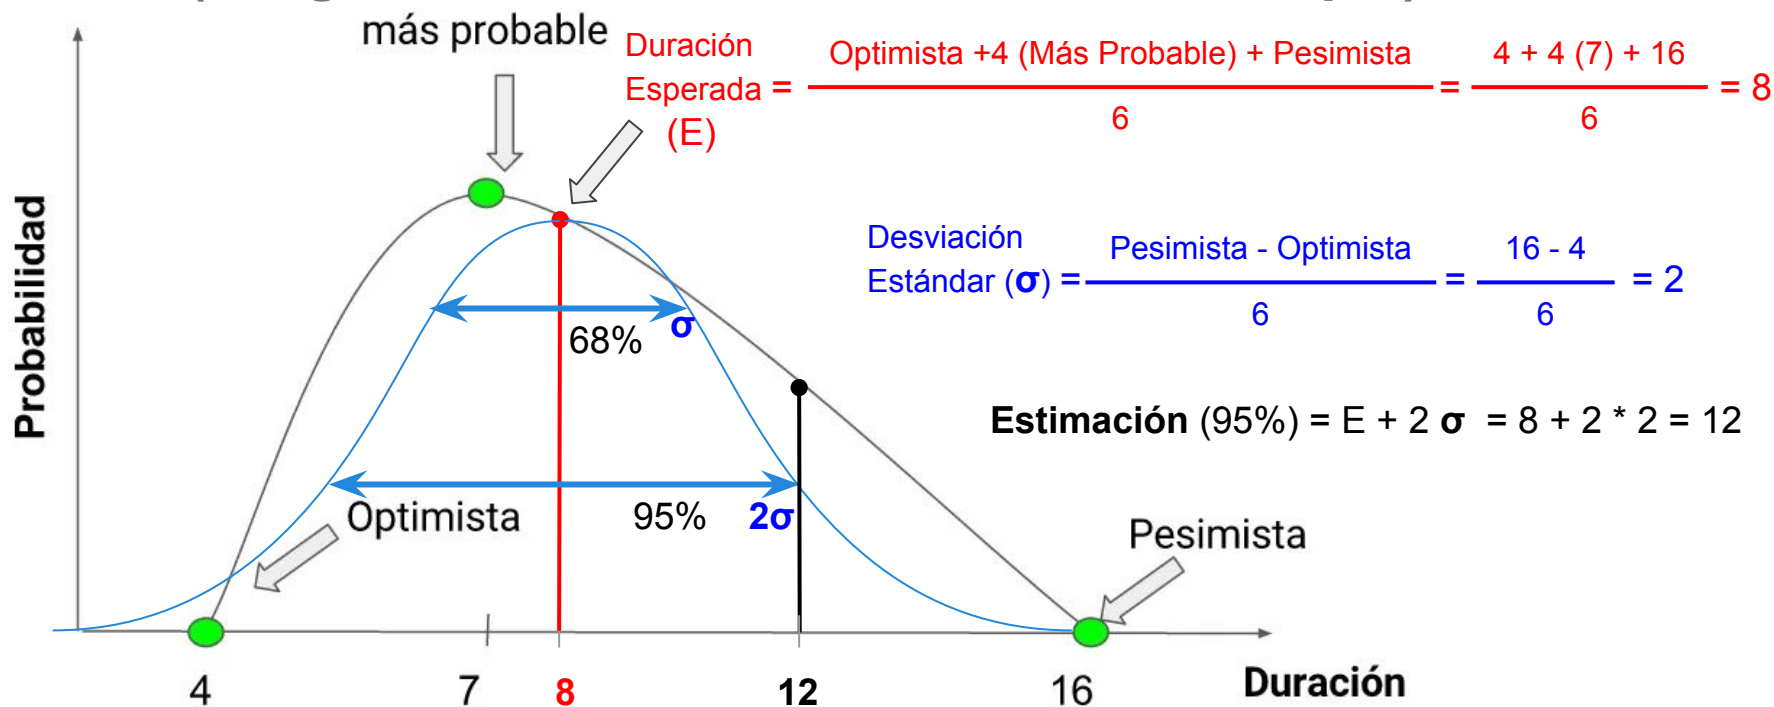 más probable
Duración
Esperada =
(E)
Optimista +4 (Más Probable) + Pesimista
6
=
4 + 4 (7) + 16
6
= 8
Desviación
Estándar (σ) =
Pesimista - Optimista
6
=
16 - 4
6
= 2
68%
σ
Estimación (95%) = E + 2 σ = 8 + 2 * 2 = 12
95%
2σ
Optimista
Pesimista
Probabilidad
4
7
8
12
16
Duración